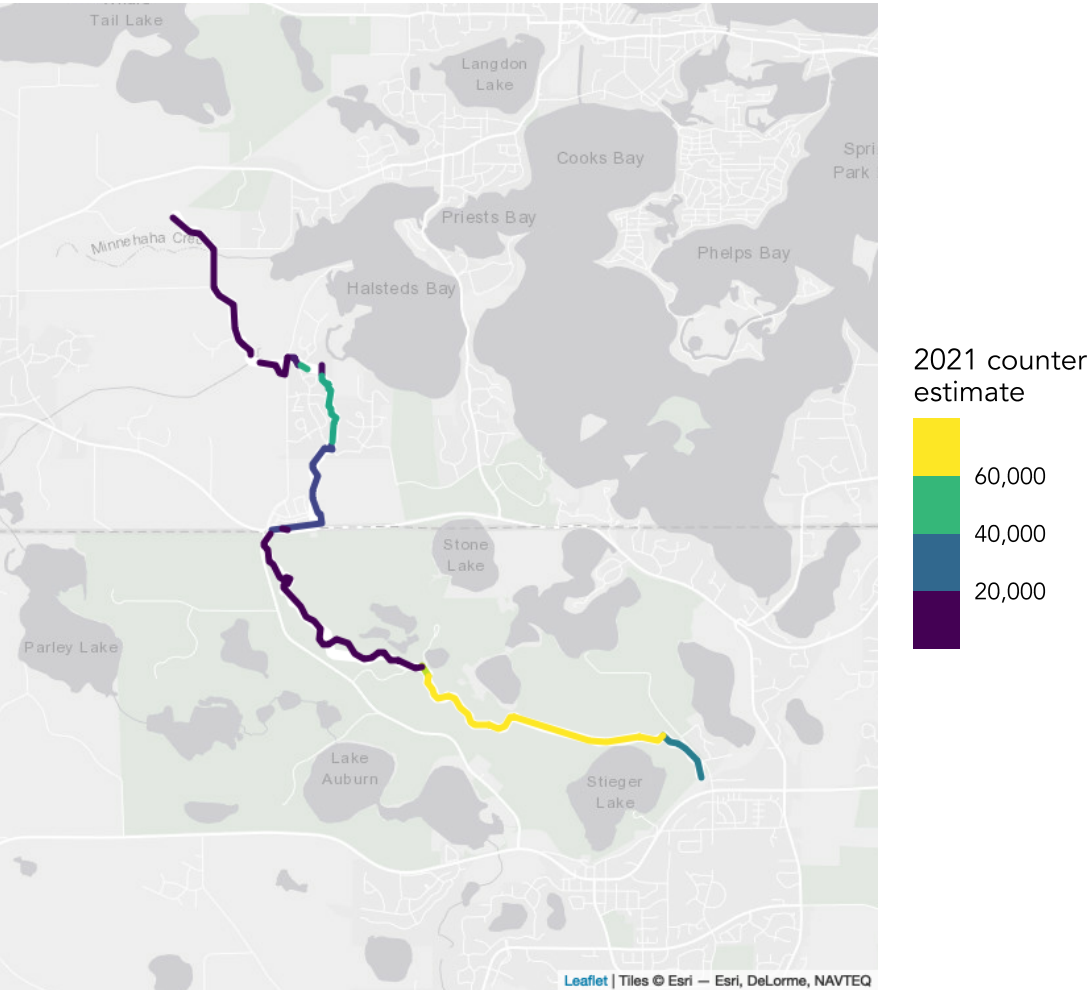 Tail Lake
Langdon
Lake
Cooks Bay
Spri
Park
Priests Bay
Minnehaha Cre
Phelps Bay
Halsteds Bay
2021 counter
estimate
60,000
40,000
20,000
Stone
Lake
Parley Lake
Lake
Auburn
Stieger
Lake
Leaflet | Tiles © Esri — Esri, DeLorme, NAVTEQ